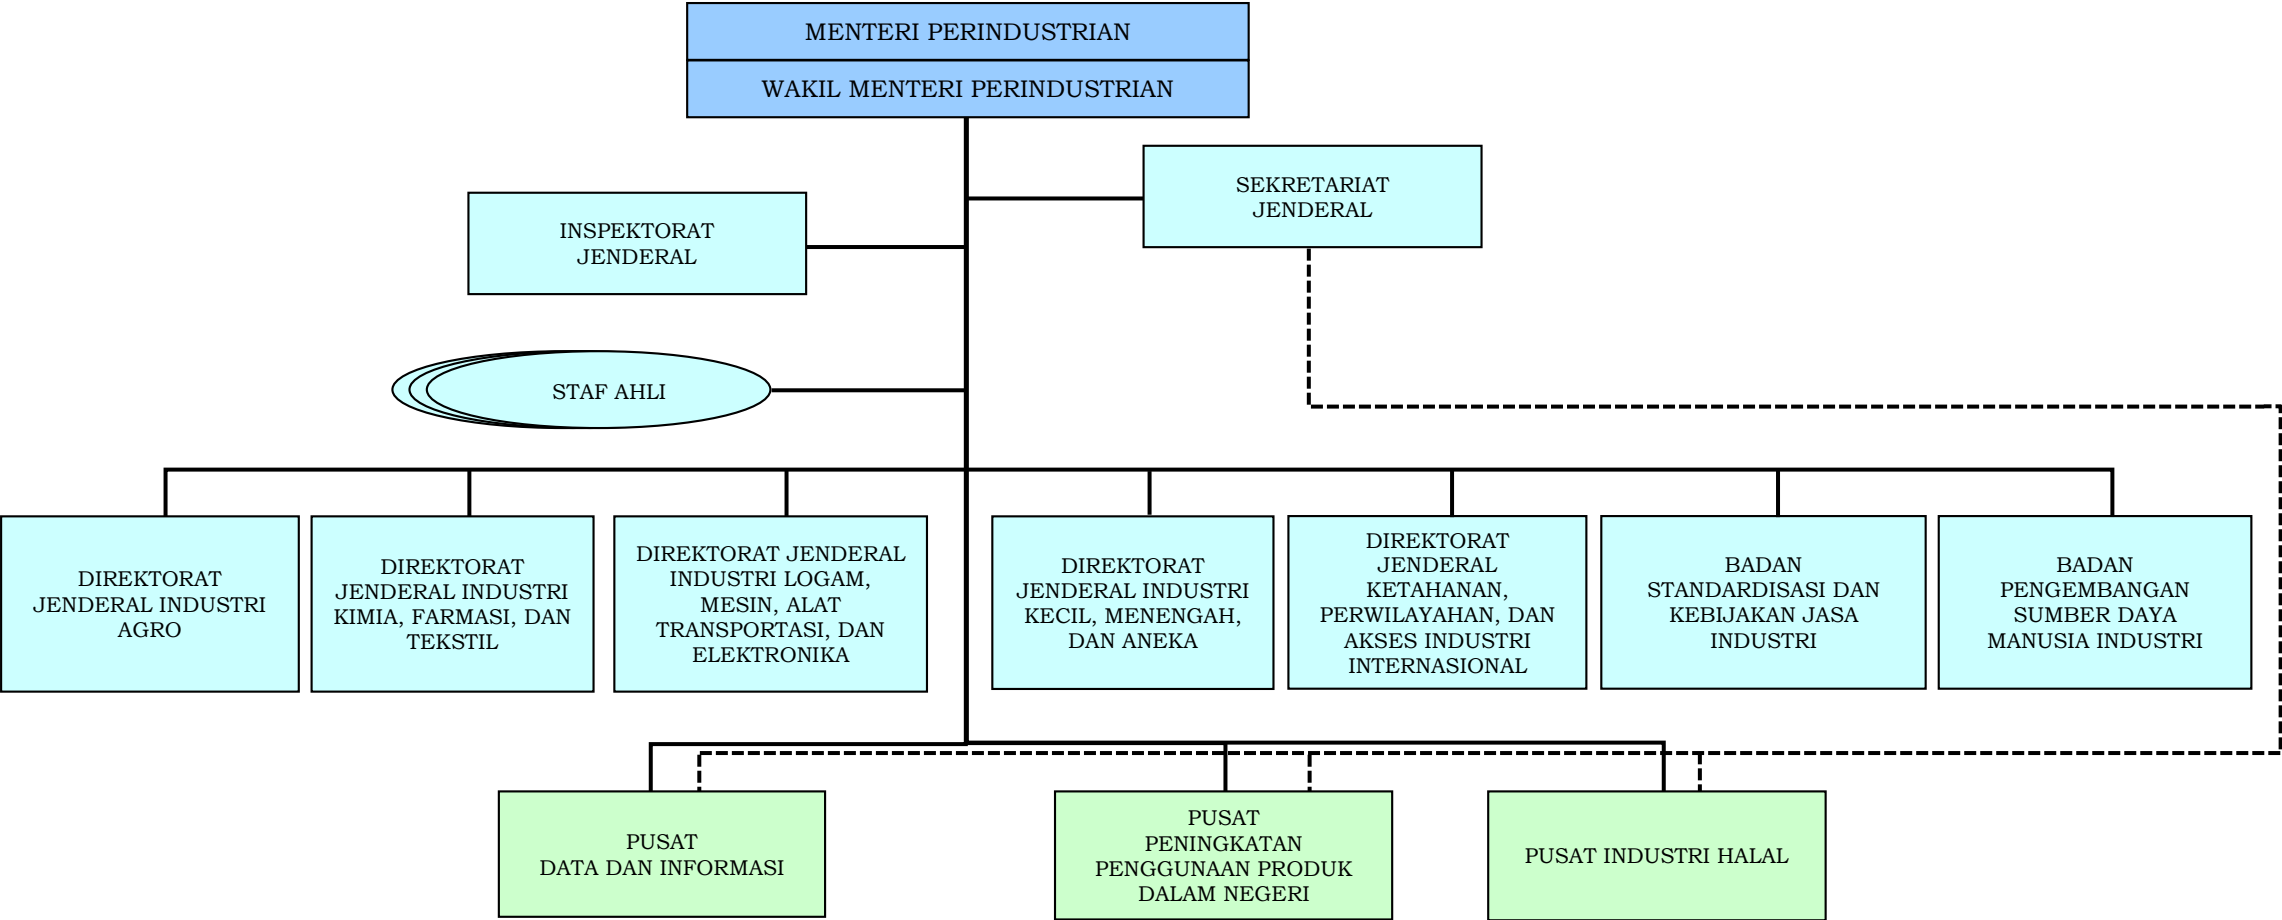 MENTERI PERINDUSTRIAN
WAKIL MENTERI PERINDUSTRIAN
SEKRETARIAT
JENDERAL
INSPEKTORAT
JENDERAL
STAF AHLI
DIREKTORAT
JENDERAL INDUSTRI
AGRO
DIREKTORAT
JENDERAL INDUSTRI
KIMIA, FARMASI, DAN
TEKSTIL
DIREKTORAT JENDERAL
INDUSTRI LOGAM,
MESIN, ALAT
TRANSPORTASI, DAN
ELEKTRONIKA
DIREKTORAT
JENDERAL INDUSTRI
KECIL, MENENGAH,
DAN ANEKA
DIREKTORAT
JENDERAL
KETAHANAN,
PERWILAYAHAN, DAN
AKSES INDUSTRI
INTERNASIONAL
BADAN
STANDARDISASI DAN
KEBIJAKAN JASA
INDUSTRI
BADAN
PENGEMBANGAN
SUMBER DAYA
MANUSIA INDUSTRI
PUSAT
DATA DAN INFORMASI
PUSAT
PENINGKATAN
PENGGUNAAN PRODUK
DALAM NEGERI
PUSAT INDUSTRI HALAL